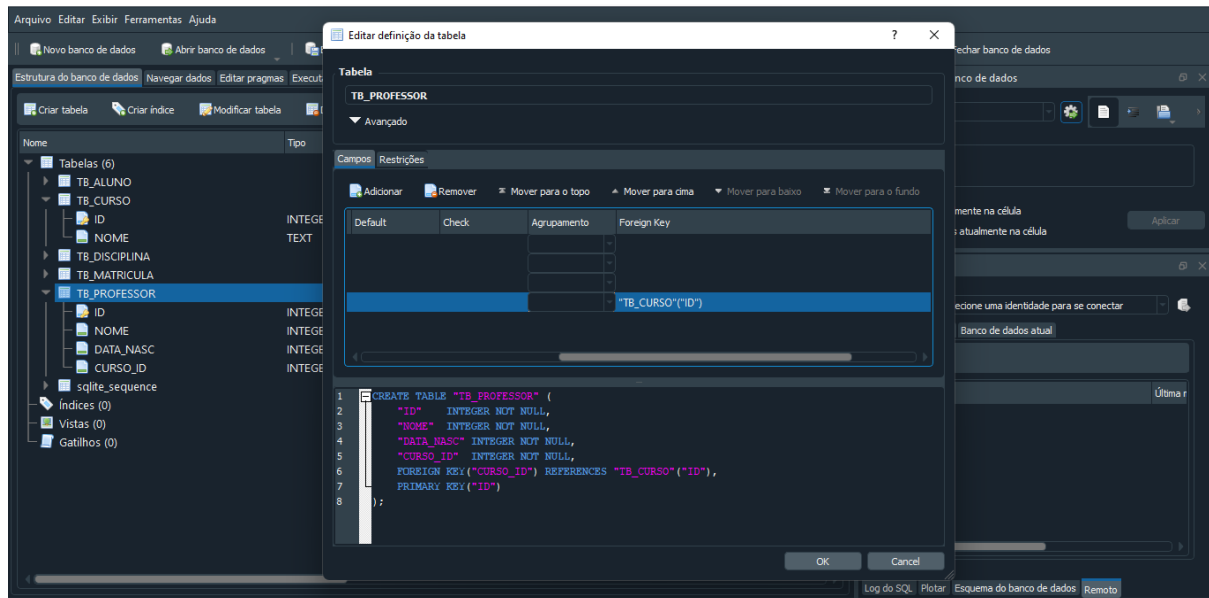 Arquivo Editar Exibir Ferramentas Ajuda
Novo banco de dados Abrir banco de dados
Fechar banco de dados
Estrutura do banco de dados Navegar dados Editar pragmas
Criar tabela Criar índice Modificar tabela
Nome Tipo
Tabelas (6)
TB_ALUNO
TB_CURSO
ID INTEGE
NOME TEXT
TB_DISCIPLINA
TB_MATRICULA
TB_PROFESSOR
ID INTEGE
NOME INTEGE
DATA_NASC INTEGE
CURSO_ID INTEGE
sqlite_sequence
Índices (0)
Vistas (0)
Gatilhos (0)
Editar definição da tabela ? ×
Tabela
TB_PROFESSOR
Avançado
Campos Restrições
Adicionar Remover Mover para o topo Mover para cima Mover para baixo Mover para o fundo
Default Check Agrupamento Foreign Key
"TB_CURSO"("ID")
1 CREATE TABLE "TB_PROFESSOR" (
2 "ID" INTEGER NOT NULL,
3 "NOME" INTEGER NOT NULL,
4 "DATA_NASC" INTEGER NOT NULL,
5 "CURSO_ID" INTEGER NOT NULL,
6 FOREIGN KEY("CURSO_ID") REFERENCES "TB_CURSO"("ID"),
7 PRIMARY KEY("ID")
8 );
OK Cancel
nco de dados
mente na célula
s atualmente na célula
Aplicar
ecione uma identidade para se conectar
Banco de dados atual
Última r
Log do SQL Plotar Esquema do banco de dados Remoto